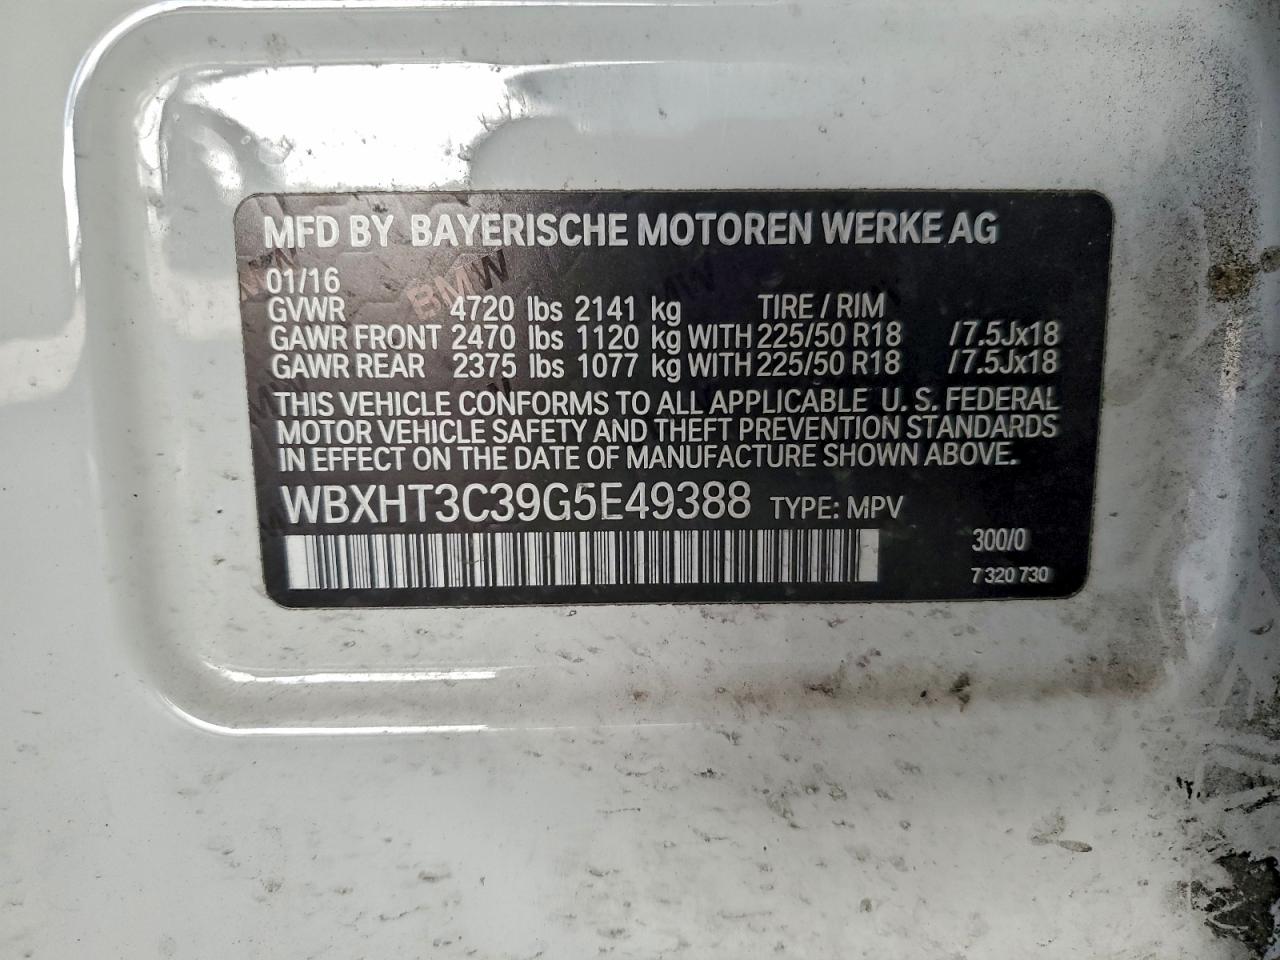 MFD BY BAYERISCHE MOTOREN WERKE AG
01/16
GVWR 4720 lbs 2141 kg TIRE / RIM
GAWR FRONT 2470 lbs 1120 kg WITH 225/50 R18 /7.5Jx18
GAWR REAR 2375 lbs 1077 kg WITH 225/50 R18 /7.5Jx18
THIS VEHICLE CONFORMS TO ALL APPLICABLE U. S. FEDERAL
MOTOR VEHICLE SAFETY AND THEFT PREVENTION STANDARDS
IN EFFECT ON THE DATE OF MANUFACTURE SHOWN ABOVE.
WBXHT3C39G5E49388 TYPE: MPV
300/0
7 320 730
BMW